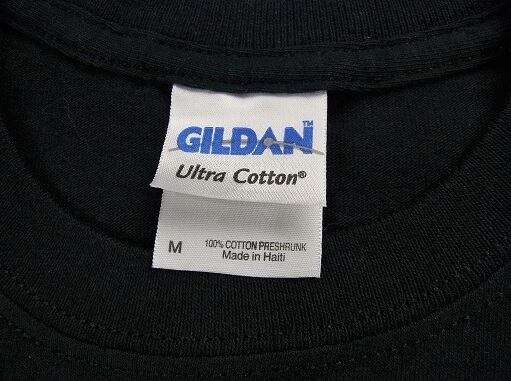 GILDAN™
Ultra Cotton®
M
100% COTTON PRESHRUNK
Made in Haiti